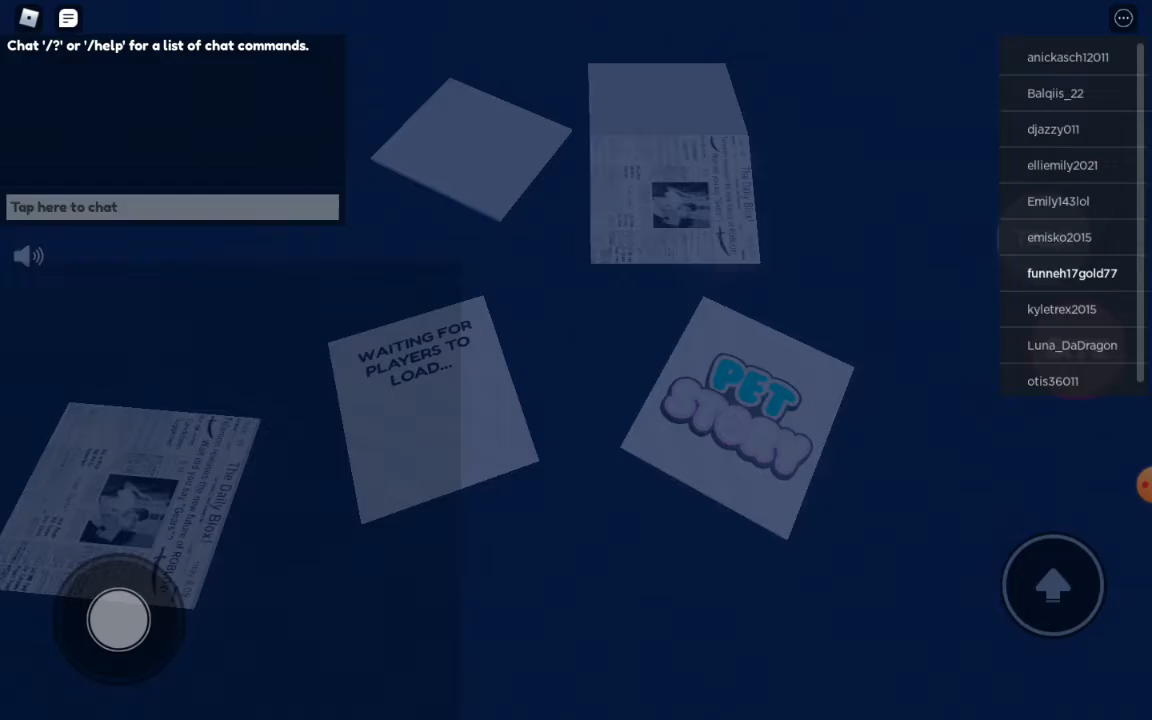 Chat '/?' or '/help' for a list of chat commands.
Tap here to chat
anickasch12011
Balqiis_22
djazzy011
elliemily2021
Emily143lol
emisko2015
funneh17gold77
kyletrex2015
Luna_DaDragon
otis36011
The Daily Blox!
WAITING FOR
PLAYERS TO
LOAD...
PET
STORY
The Daily Blox!